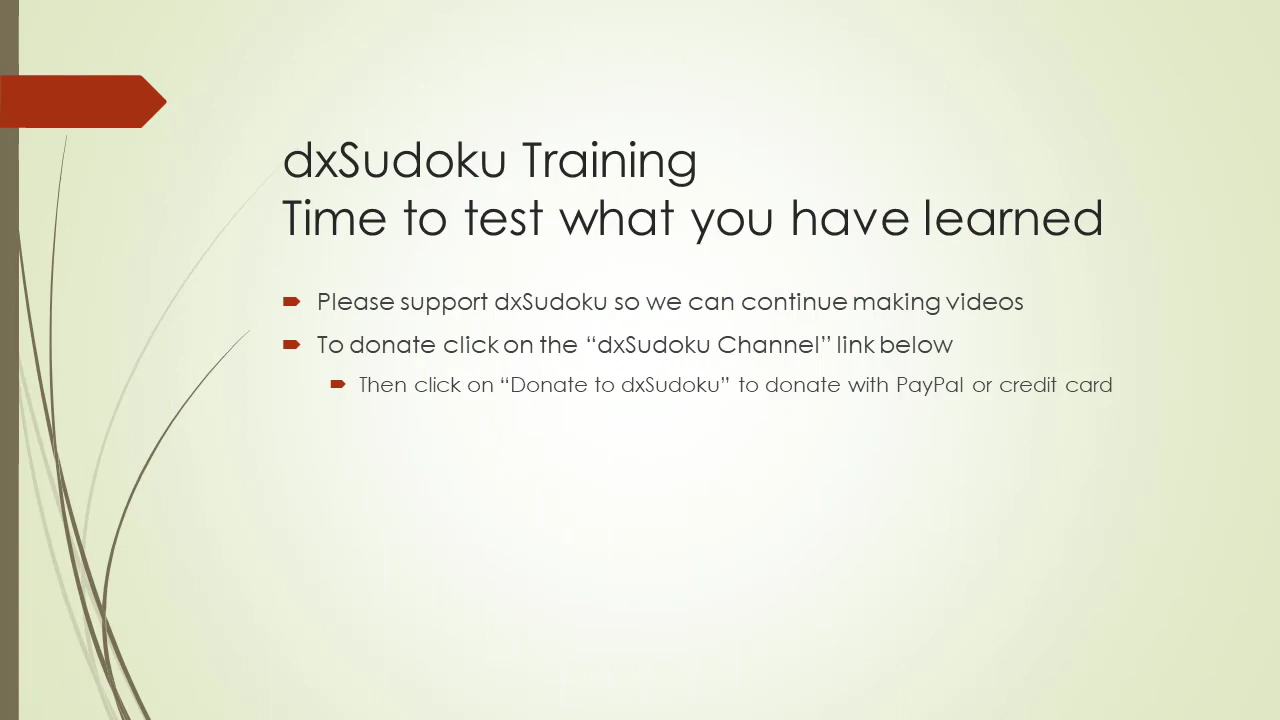 dxSudoku Training
Time to test what you have learned
Please support dxSudoku so we can continue making videos
To donate click on the “dxSudoku Channel” link below
Then click on “Donate to dxSudoku” to donate with PayPal or credit card